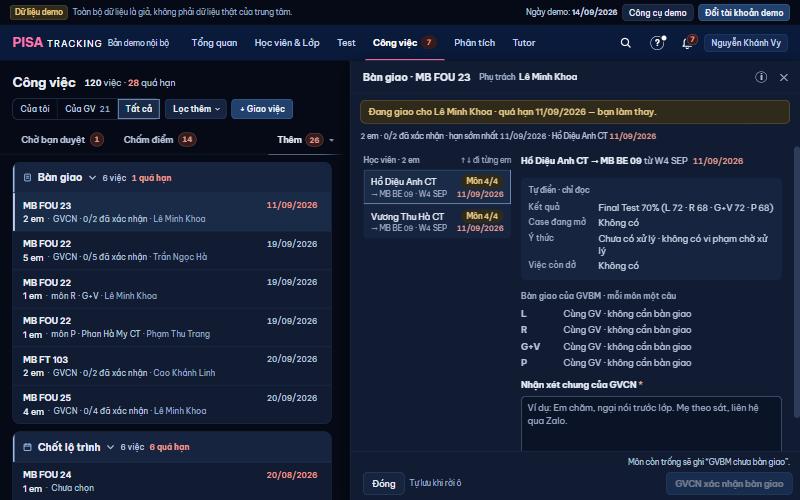 Dữ liệu demo Toàn bộ dữ liệu là giả, không phải dữ liệu thật của trung tâm.
Ngày demo: 14/09/2026 Công cụ demo Đổi tài khoản demo
PISA TRACKING Bản demo nội bộ Tổng quan Học viên & Lớp Test Công việc 7 Phân tích Tutor
? 7 Nguyễn Khánh Vy
Công việc 120 việc · 28 quá hạn
Của tôi Của GV 21 Tất cả Lọc thêm + Giao việc
Chờ bạn duyệt 1 Chấm điểm 14 Thêm 26
Bàn giao 6 việc 1 quá hạn
MB FOU 23 11/09/2026
2 em · GVCN · 0/2 đã xác nhận · Lê Minh Khoa
MB FOU 22 19/09/2026
5 em · GVCN · 0/5 đã xác nhận · Trần Ngọc Hà
MB FOU 22 19/09/2026
1 em · môn R · G+V · Lê Minh Khoa
MB FOU 22 19/09/2026
1 em · môn P · Phan Hà My CT · Phạm Thu Trang
MB FT 103 20/09/2026
2 em · GVCN · 0/2 đã xác nhận · Cao Khánh Linh
MB FOU 25 20/09/2026
4 em · GVCN · 0/4 đã xác nhận · Lê Minh Khoa
Chốt lộ trình 6 việc 6 quá hạn
MB FOU 24 20/08/2026
1 em · Chưa chọn
Bàn giao · MB FOU 23 Phụ trách Lê Minh Khoa
Đang giao cho Lê Minh Khoa · quá hạn 11/09/2026 — bạn làm thay.
2 em · 0/2 đã xác nhận · hạn sớm nhất 11/09/2026 · Hồ Diệu Anh CT 11/09/2026
Học viên · 2 em ↑↓ đi từng em
Hồ Diệu Anh CT Môn 4/4
→ MB BE 09 · W4 SEP 11/09/2026
Vương Thu Hà CT Môn 4/4
→ MB BE 09 · W4 SEP 11/09/2026
Hồ Diệu Anh CT → MB BE 09 từ W4 SEP 11/09/2026
Tự điền · chỉ đọc
Kết quả Final Test 70% (L 72 · R 68 · G+V 72 · P 68)
Case đang mở Không có
Ý thức Chưa có xử lý · không có vi phạm chờ xử lý
Việc còn dở Không có
Bàn giao của GVBM · mỗi môn một câu
L Cùng GV · không cần bàn giao
R Cùng GV · không cần bàn giao
G+V Cùng GV · không cần bàn giao
P Cùng GV · không cần bàn giao
Nhận xét chung của GVCN *
Ví dụ: Em chăm, ngại nói trước lớp. Mẹ theo sát, liên hệ
qua Zalo.
Môn còn trống sẽ ghi "GVBM chưa bàn giao".
Đóng Tự lưu khi rời ô GVCN xác nhận bàn giao